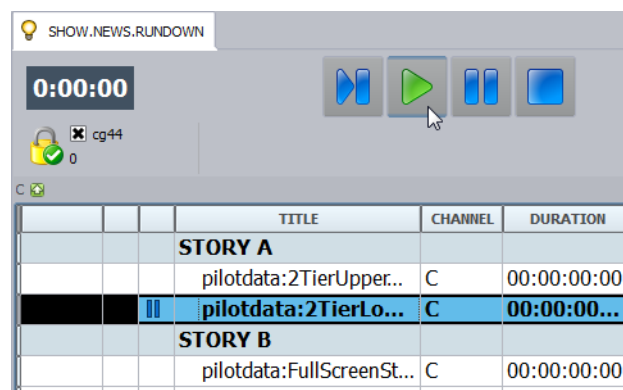 SHOW.NEWS.RUNDOWN
0:00:00
cg44
0
C
TITLE CHANNEL DURATION
STORY A
pilotdata:2TierUpper... C 00:00:00:00
pilotdata:2TierLo... C 00:00:00...
STORY B
pilotdata:FullScreenSt... C 00:00:00:00